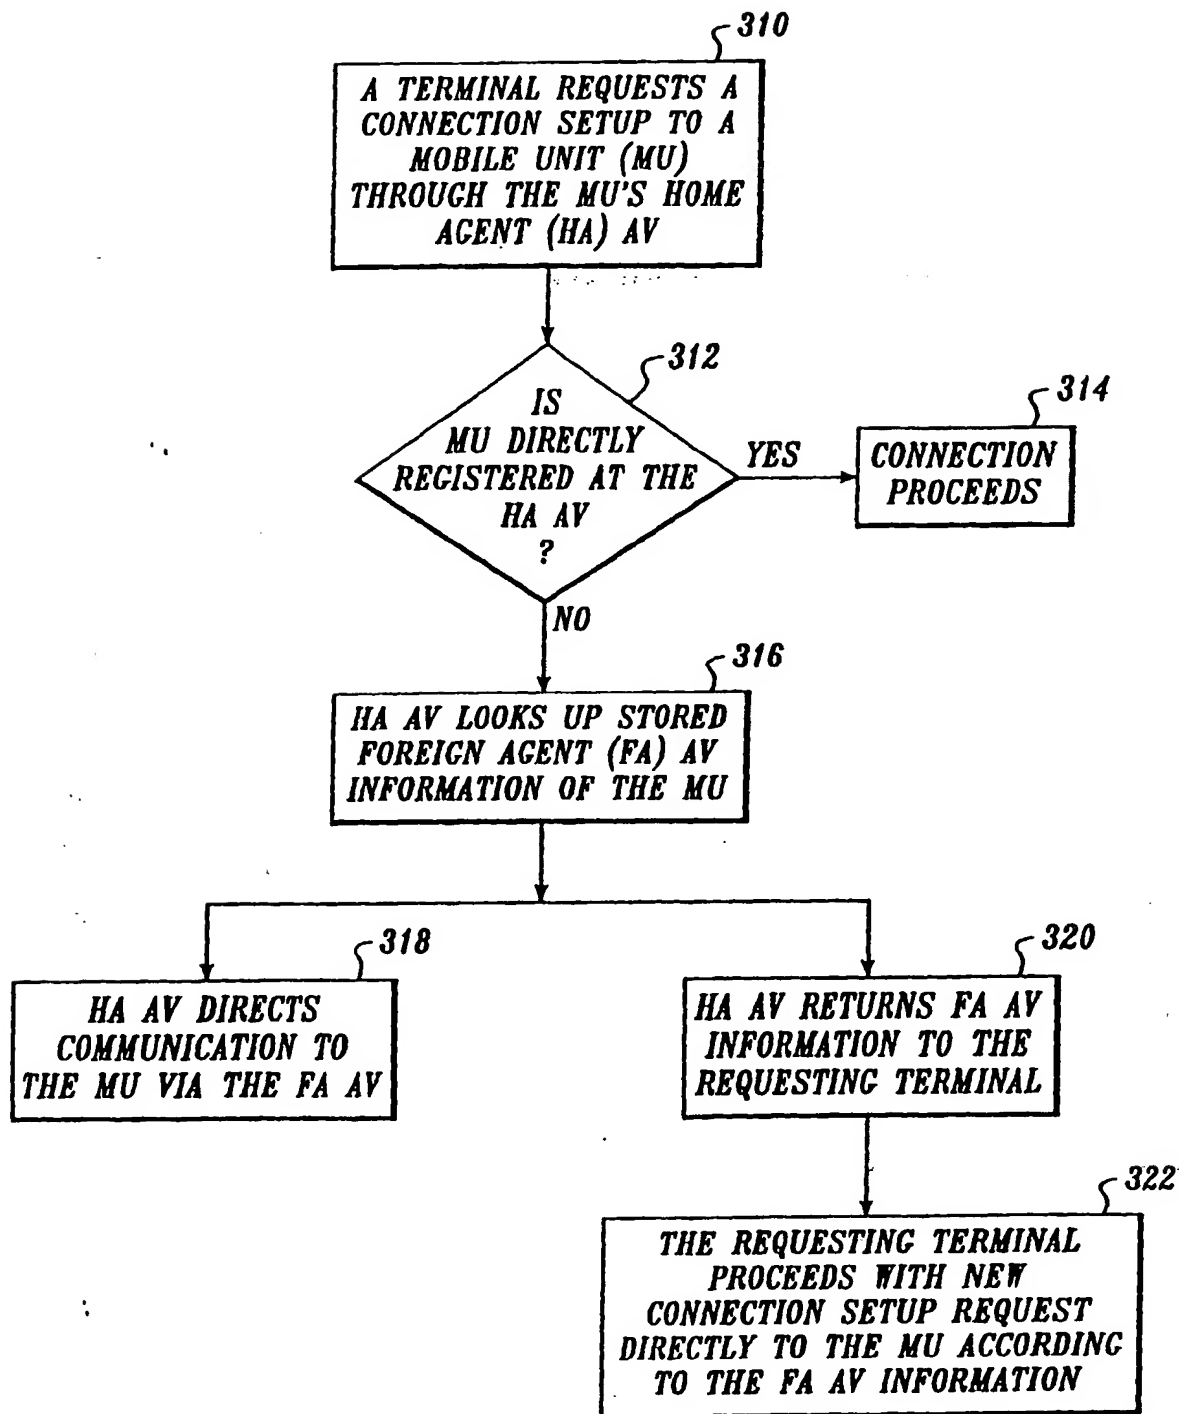 310
A TERMINAL REQUESTS A
CONNECTION SETUP TO A
MOBILE UNIT (MU)
THROUGH THE MU'S HOME
AGENT (HA) AV
312
IS
MU DIRECTLY
REGISTERED AT THE
HA AV
?
YES
314
CONNECTION
PROCEEDS
NO
316
HA AV LOOKS UP STORED
FOREIGN AGENT (FA) AV
INFORMATION OF THE MU
318
HA AV DIRECTS
COMMUNICATION TO
THE MU VIA THE FA AV
320
HA AV RETURNS FA AV
INFORMATION TO THE
REQUESTING TERMINAL
322
THE REQUESTING TERMINAL
PROCEEDS WITH NEW
CONNECTION SETUP REQUEST
DIRECTLY TO THE MU ACCORDING
TO THE FA AV INFORMATION